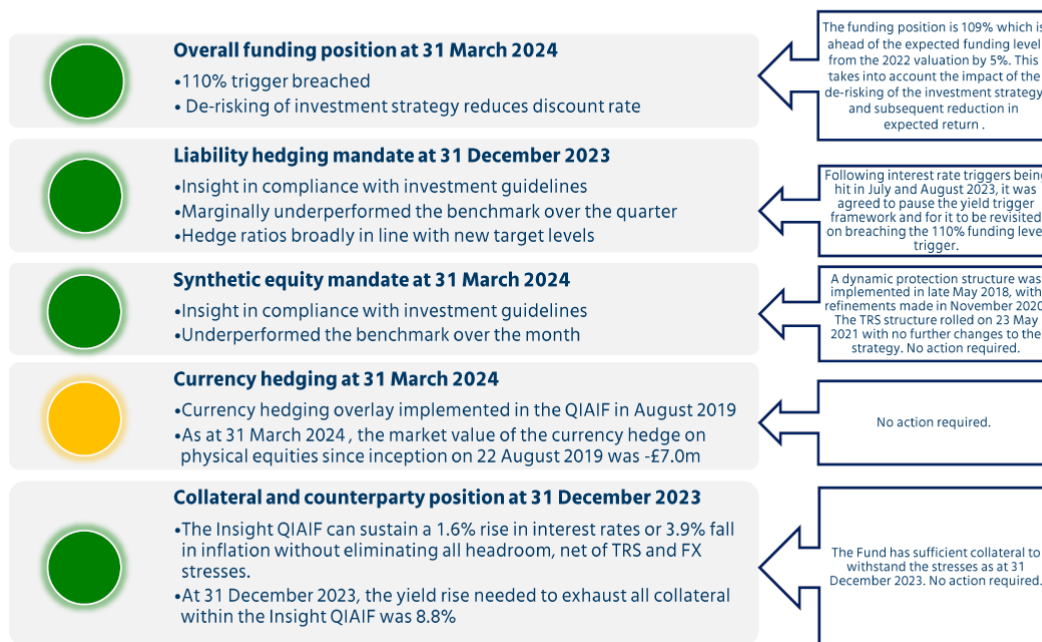 Overall funding position at 31 March 2024
•110% trigger breached
• De-risking of investment strategy reduces discount rate
The funding position is 109% which is
ahead of the expected funding level
from the 2022 valuation by 5%. This
takes into account the impact of the
de-risking of the investment strategy
and subsequent reduction in
expected return .
Liability hedging mandate at 31 December 2023
•Insight in compliance with investment guidelines
•Marginally underperformed the benchmark over the quarter
•Hedge ratios broadly in line with new target levels
Following interest rate triggers being
hit in July and August 2023, it was
agreed to pause the yield trigger
framework and for it to be revisited
on breaching the 110% funding level
trigger.
Synthetic equity mandate at 31 March 2024
•Insight in compliance with investment guidelines
•Underperformed the benchmark over the month
A dynamic protection structure was
implemented in late May 2018, with
refinements made in November 2020.
The TRS structure rolled on 23 May
2021 with no further changes to the
strategy. No action required.
Currency hedging at 31 March 2024
•Currency hedging overlay implemented in the QIAIF in August 2019
•As at 31 March 2024 , the market value of the currency hedge on
physical equities since inception on 22 August 2019 was -£7.0m
No action required.
Collateral and counterparty position at 31 December 2023
•The Insight QIAIF can sustain a 1.6% rise in interest rates or 3.9% fall
in inflation without eliminating all headroom, net of TRS and FX
stresses.
•At 31 December 2023, the yield rise needed to exhaust all collateral
within the Insight QIAIF was 8.8%
The Fund has sufficient collateral to
withstand the stresses as at 31
December 2023. No action required.